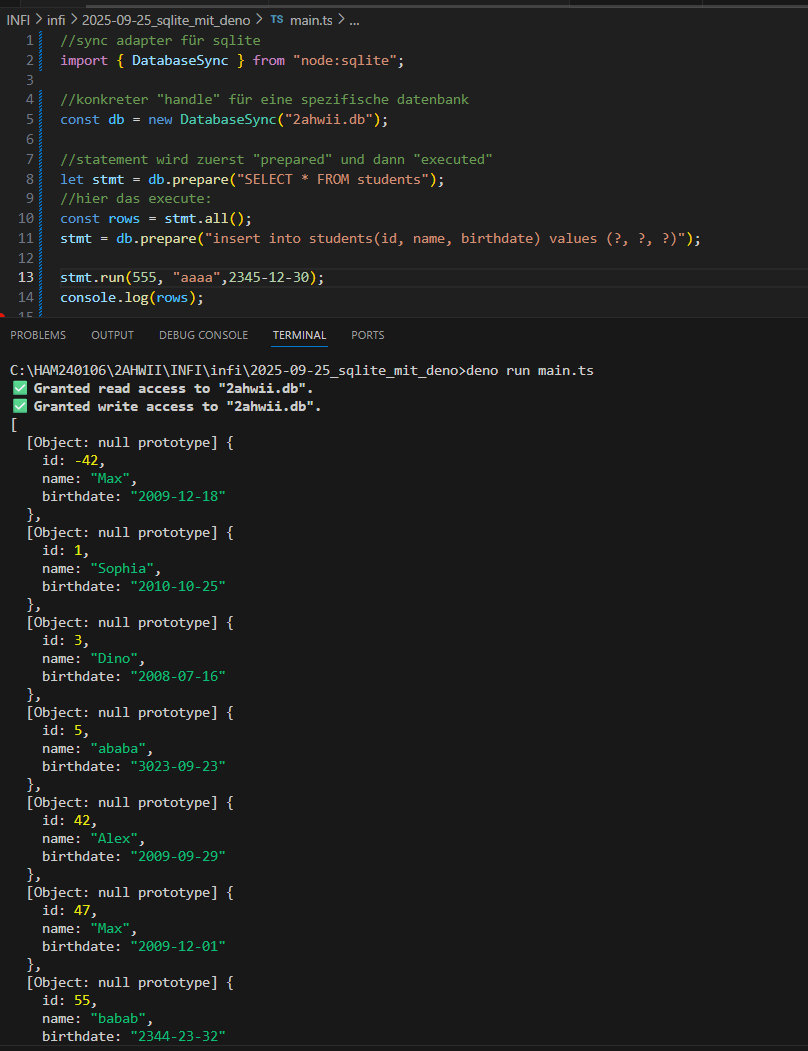 INFI > infi > 2025-09-25_sqlite_mit_deno > TS main.ts > ...
1 //sync adapter für sqlite
2 import { DatabaseSync } from "node:sqlite";
3
4 //konkreter "handle" für eine spezifische datenbank
5 const db = new DatabaseSync("2ahwii.db");
6
7 //statement wird zuerst "prepared" und dann "executed"
8 let stmt = db.prepare("SELECT * FROM students");
9 //hier das execute:
10 const rows = stmt.all();
11 stmt = db.prepare("insert into students(id, name, birthdate) values (?, ?, ?)");
12
13 stmt.run(555, "aaaa",2345-12-30);
14 console.log(rows);
15
PROBLEMS OUTPUT DEBUG CONSOLE TERMINAL PORTS
C:\HAM240106\2AHWII\INFI\infi\2025-09-25_sqlite_mit_deno>deno run main.ts
✅ Granted read access to "2ahwii.db".
✅ Granted write access to "2ahwii.db".
[
  [Object: null prototype] {
    id: -42,
    name: "Max",
    birthdate: "2009-12-18"
  },
  [Object: null prototype] {
    id: 1,
    name: "Sophia",
    birthdate: "2010-10-25"
  },
  [Object: null prototype] {
    id: 3,
    name: "Dino",
    birthdate: "2008-07-16"
  },
  [Object: null prototype] {
    id: 5,
    name: "ababa",
    birthdate: "3023-09-23"
  },
  [Object: null prototype] {
    id: 42,
    name: "Alex",
    birthdate: "2009-09-29"
  },
  [Object: null prototype] {
    id: 47,
    name: "Max",
    birthdate: "2009-12-01"
  },
  [Object: null prototype] {
    id: 55,
    name: "babab",
    birthdate: "2344-23-32"